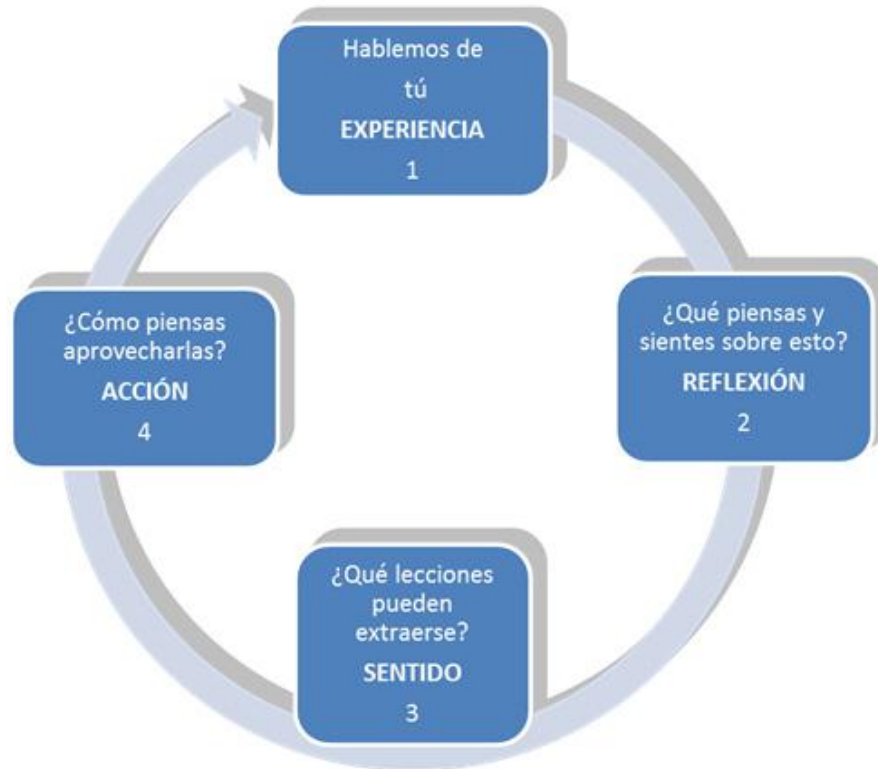 Hablemos de
tú
EXPERIENCIA
1
¿Qué piensas y
sientes sobre esto?
REFLEXIÓN
2
¿Qué lecciones
pueden
extraerse?
SENTIDO
3
¿Cómo piensas
aprovecharlas?
ACCIÓN
4